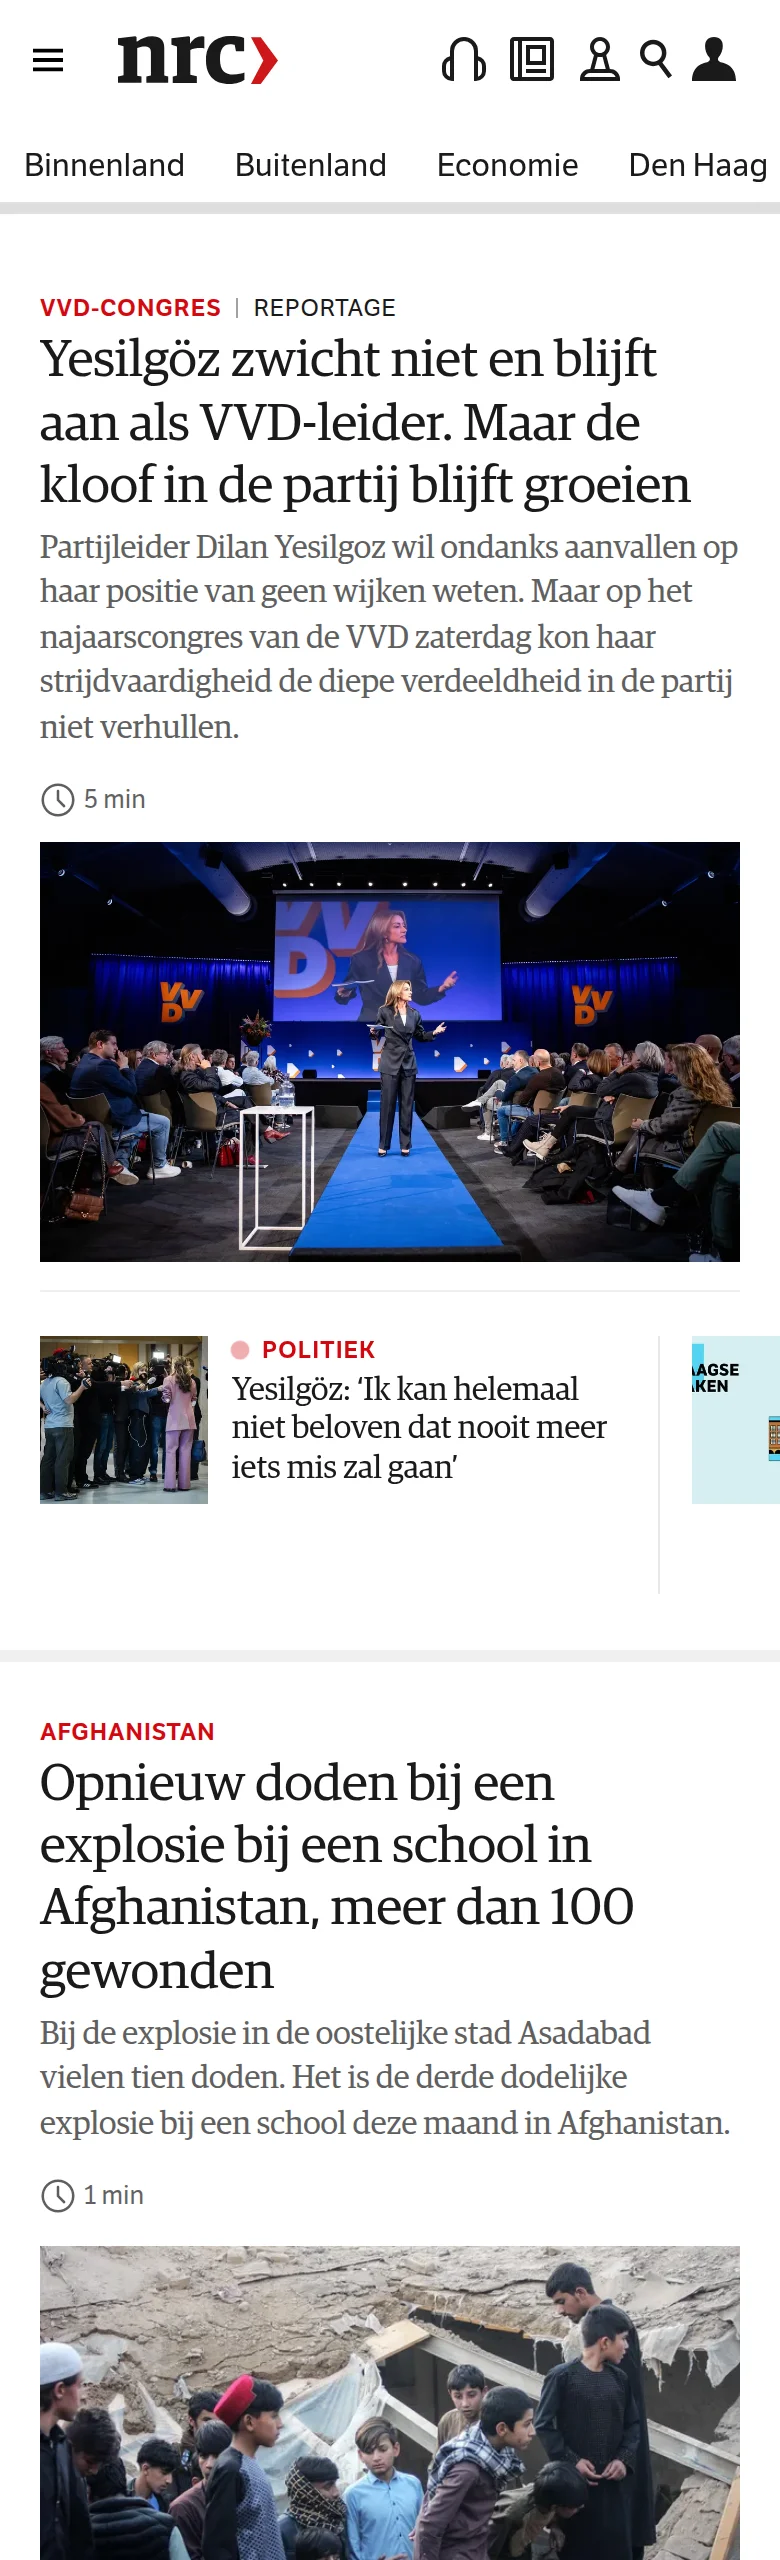 nrc
Binnenland Buitenland Economie Den Haag
VVD-CONGRES | REPORTAGE
Yesilgöz zwicht niet en blijft
aan als VVD-leider. Maar de
kloof in de partij blijft groeien
Partijleider Dilan Yesilgoz wil ondanks aanvallen op
haar positie van geen wijken weten. Maar op het
najaarscongres van de VVD zaterdag kon haar
strijdvaardigheid de diepe verdeeldheid in de partij
niet verhullen.
5 min
VVD
VVD
VVD
POLITIEK
Yesilgöz: ‘Ik kan helemaal
niet beloven dat nooit meer
iets mis zal gaan’
AAGSE
AKEN
AFGHANISTAN
Opnieuw doden bij een
explosie bij een school in
Afghanistan, meer dan 100
gewonden
Bij de explosie in de oostelijke stad Asadabad
vielen tien doden. Het is de derde dodelijke
explosie bij een school deze maand in Afghanistan.
1 min